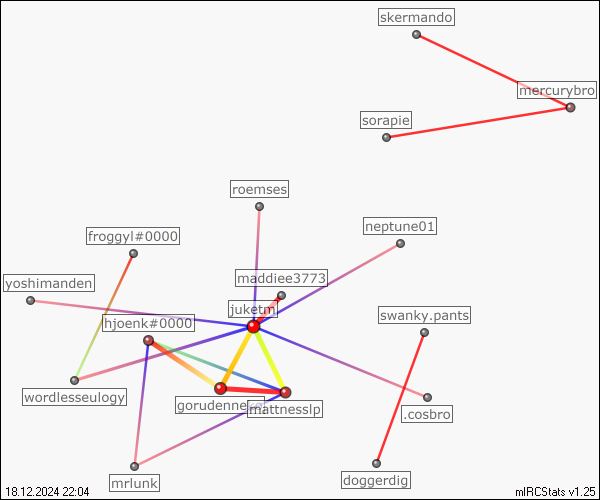 skermando
mercurybro
sorapie
roemses
neptune01
froggyl#0000
maddiee3773
yoshimanden
juketm
swanky.pants
hjoenk#0000
wordlesseulogy
mattnesslp
.cosbro
doggerdig
mrlunk
18.12.2024 22:04
mIRCStats v1.25